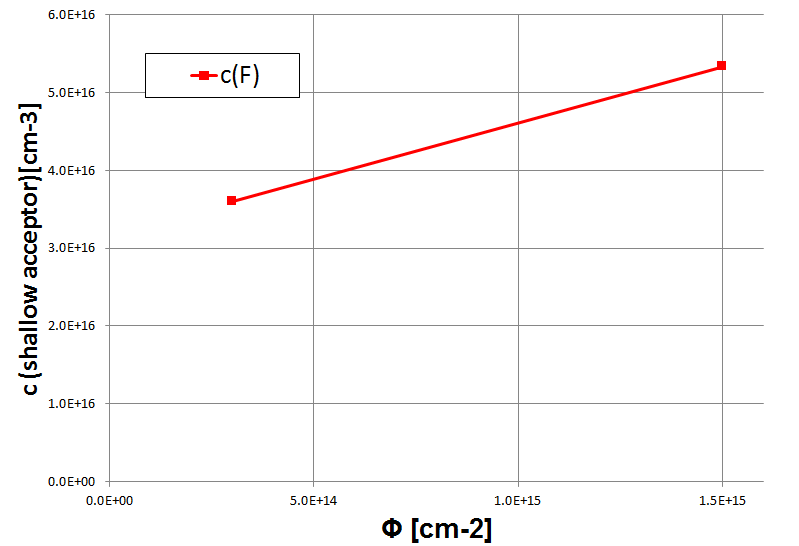 6.0E+16
c(F)
5.0E+16
4.0E+16
3.0E+16
2.0E+16
1.0E+16
0.0E+00
c (shallow acceptor)[cm-3]
0.0E+00
5.0E+14
1.0E+15
1.5E+15
Φ [cm-2]